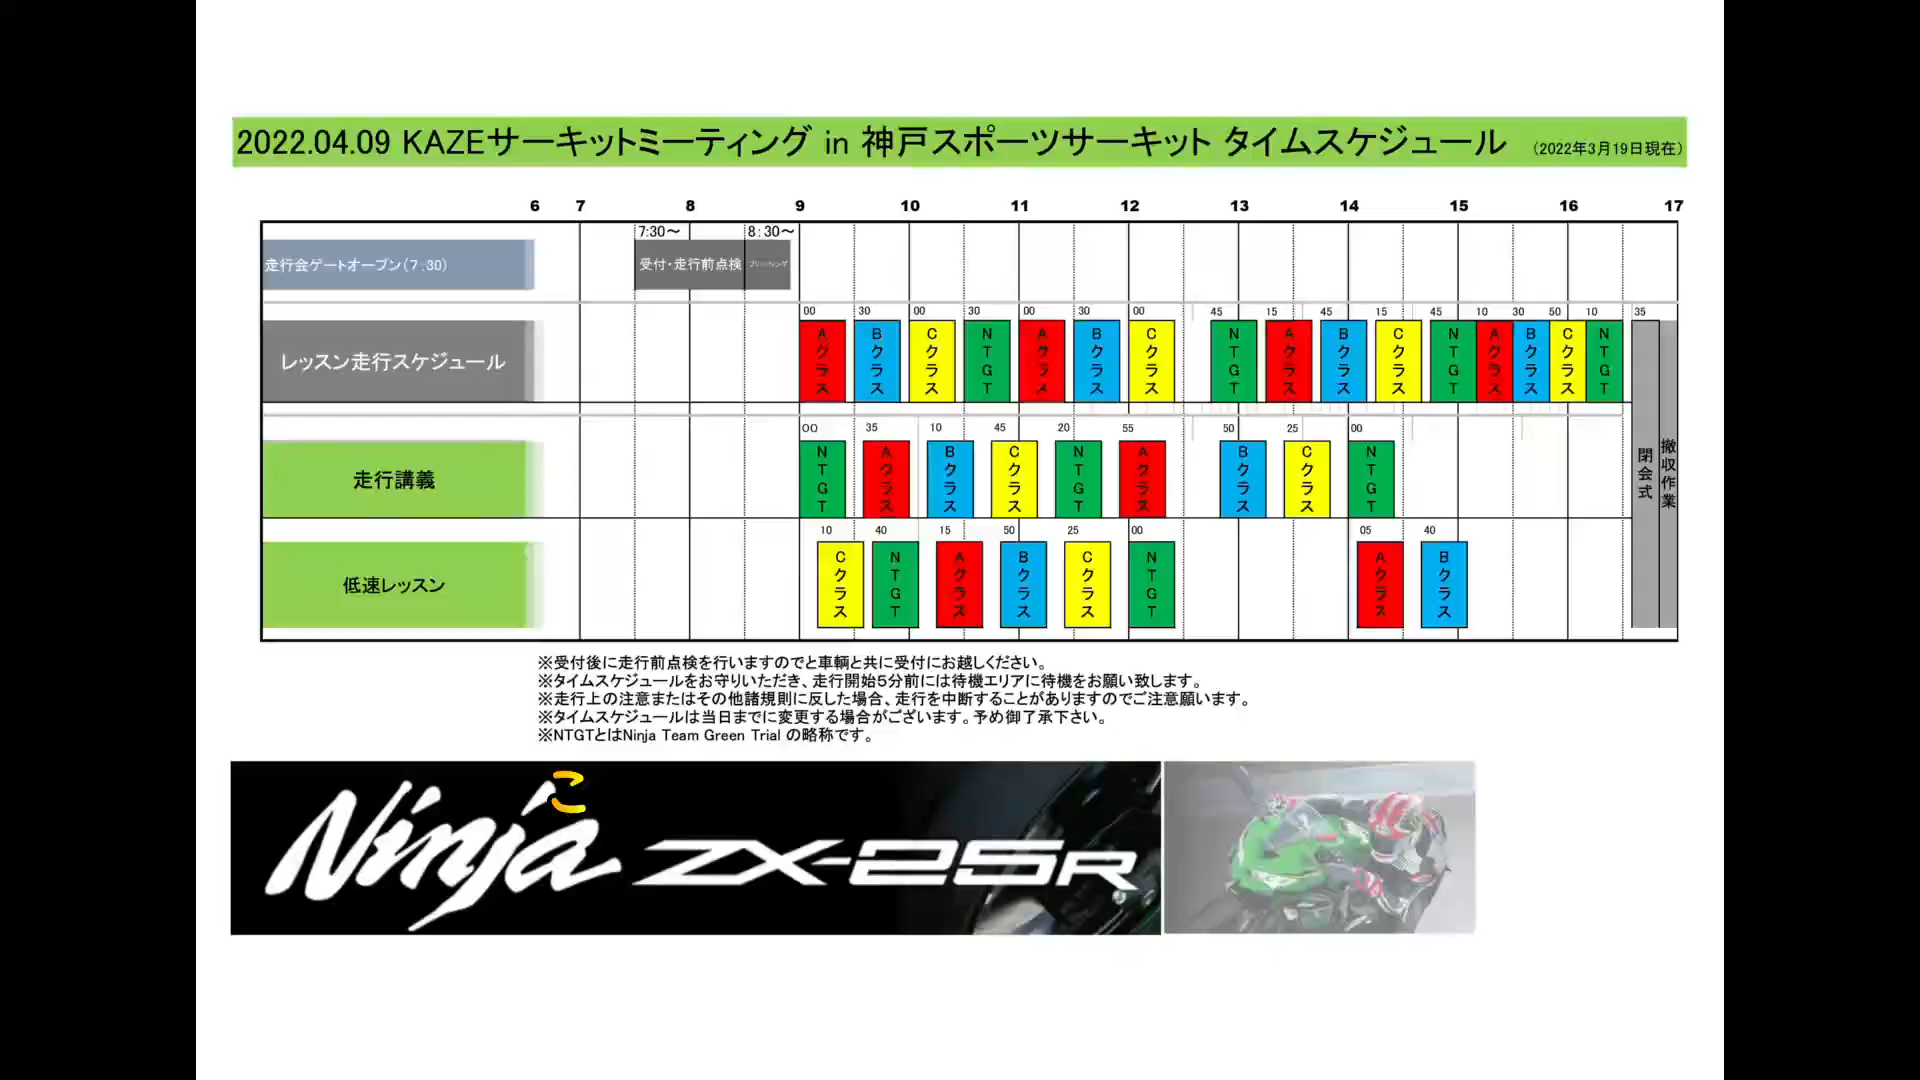 2022.04.09 KAZEサーキットミーティング in 神戸スポーツサーキット タイムスケジュール （2022年3月19日現在）
6 7 8 9 10 11 12 13 14 15 16 17
7:30～ 8：30～
走行会ゲートオープン（7：30） 受付・走行前点検 ブリーフィング
00 30 00 30 00 30 00 45 15 45 15 45 10 30 50 10 35
レッスン走行スケジュール Aクラス Bクラス Cクラス NTGT Aクラス Bクラス Cクラス NTGT Aクラス Bクラス Cクラス NTGT Aクラス Bクラス Cクラス NTGT
OO 35 10 45 20 55 50 25 00
走行講義 NTGT Aクラス Bクラス Cクラス NTGT Aクラス Bクラス Cクラス NTGT 閉会式 撤収作業
10 40 15 50 25 00 05 40
低速レッスン Cクラス NTGT Aクラス Bクラス Cクラス NTGT Aクラス Bクラス
※受付後に走行前点検を行いますのでと車輌と共に受付にお越しください。
※タイムスケジュールをお守りいただき、走行開始5分前には待機エリアに待機をお願い致します。
※走行上の注意またはその他諸規則に反した場合、走行を中断することがありますのでご注意願います。
※タイムスケジュールは当日までに変更する場合がございます。予め御了承下さい。
※NTGTとはNinja Team Green Trial の略称です。
こ
Ninja ZX-25R